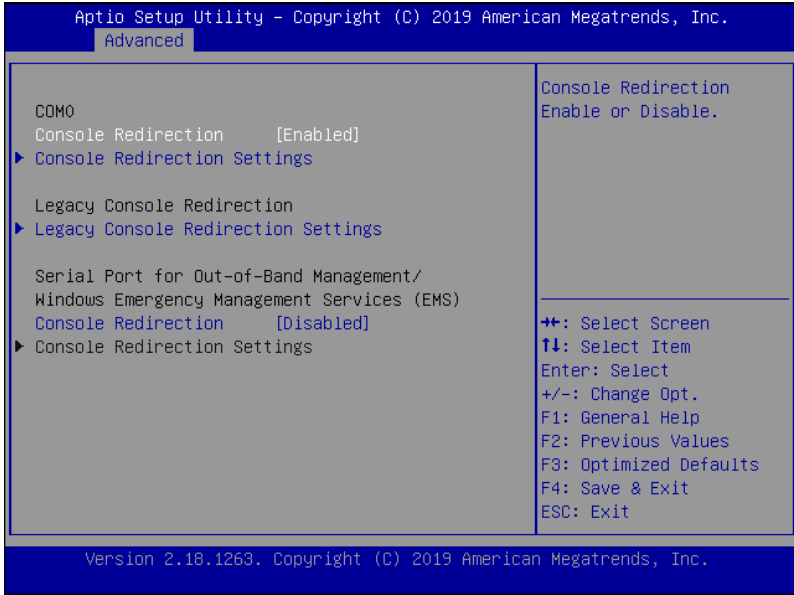 Aptio Setup Utility – Copyright (C) 2019 American Megatrends, Inc.
Advanced
COM0
Console Redirection [Enabled]
▶ Console Redirection Settings
Legacy Console Redirection
▶ Legacy Console Redirection Settings
Serial Port for Out-of-Band Management/
Windows Emergency Management Services (EMS)
Console Redirection [Disabled]
▶ Console Redirection Settings
Console Redirection
Enable or Disable.
→←: Select Screen
↑↓: Select Item
Enter: Select
+/-: Change Opt.
F1: General Help
F2: Previous Values
F3: Optimized Defaults
F4: Save & Exit
ESC: Exit
Version 2.18.1263. Copyright (C) 2019 American Megatrends, Inc.